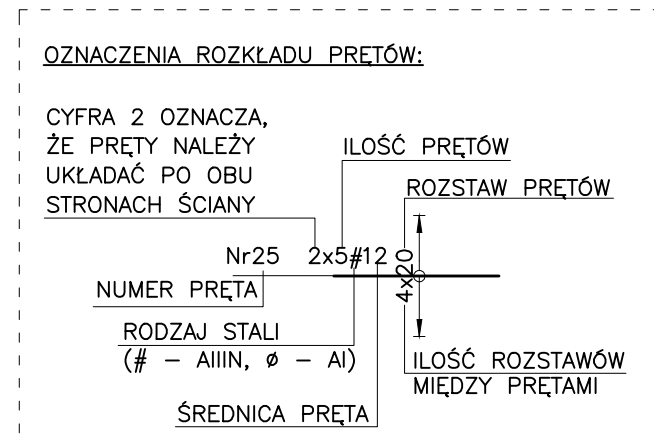 OZNACZENIA ROZKŁADU PRĘTÓW:
CYFRA 2 OZNACZA,
ŻE PRĘTY NALEŻY
UKŁADAĆ PO OBU
STRONACH ŚCIANY
ILOŚĆ PRĘTÓW
ROZSTAW PRĘTÓW
Nr25 2x5#12
4x20
NUMER PRĘTA
RODZAJ STALI
(# – AIIIN, ø – AI)
ILOŚĆ ROZSTAWÓW
MIĘDZY PRĘTAMI
ŚREDNICA PRĘTA